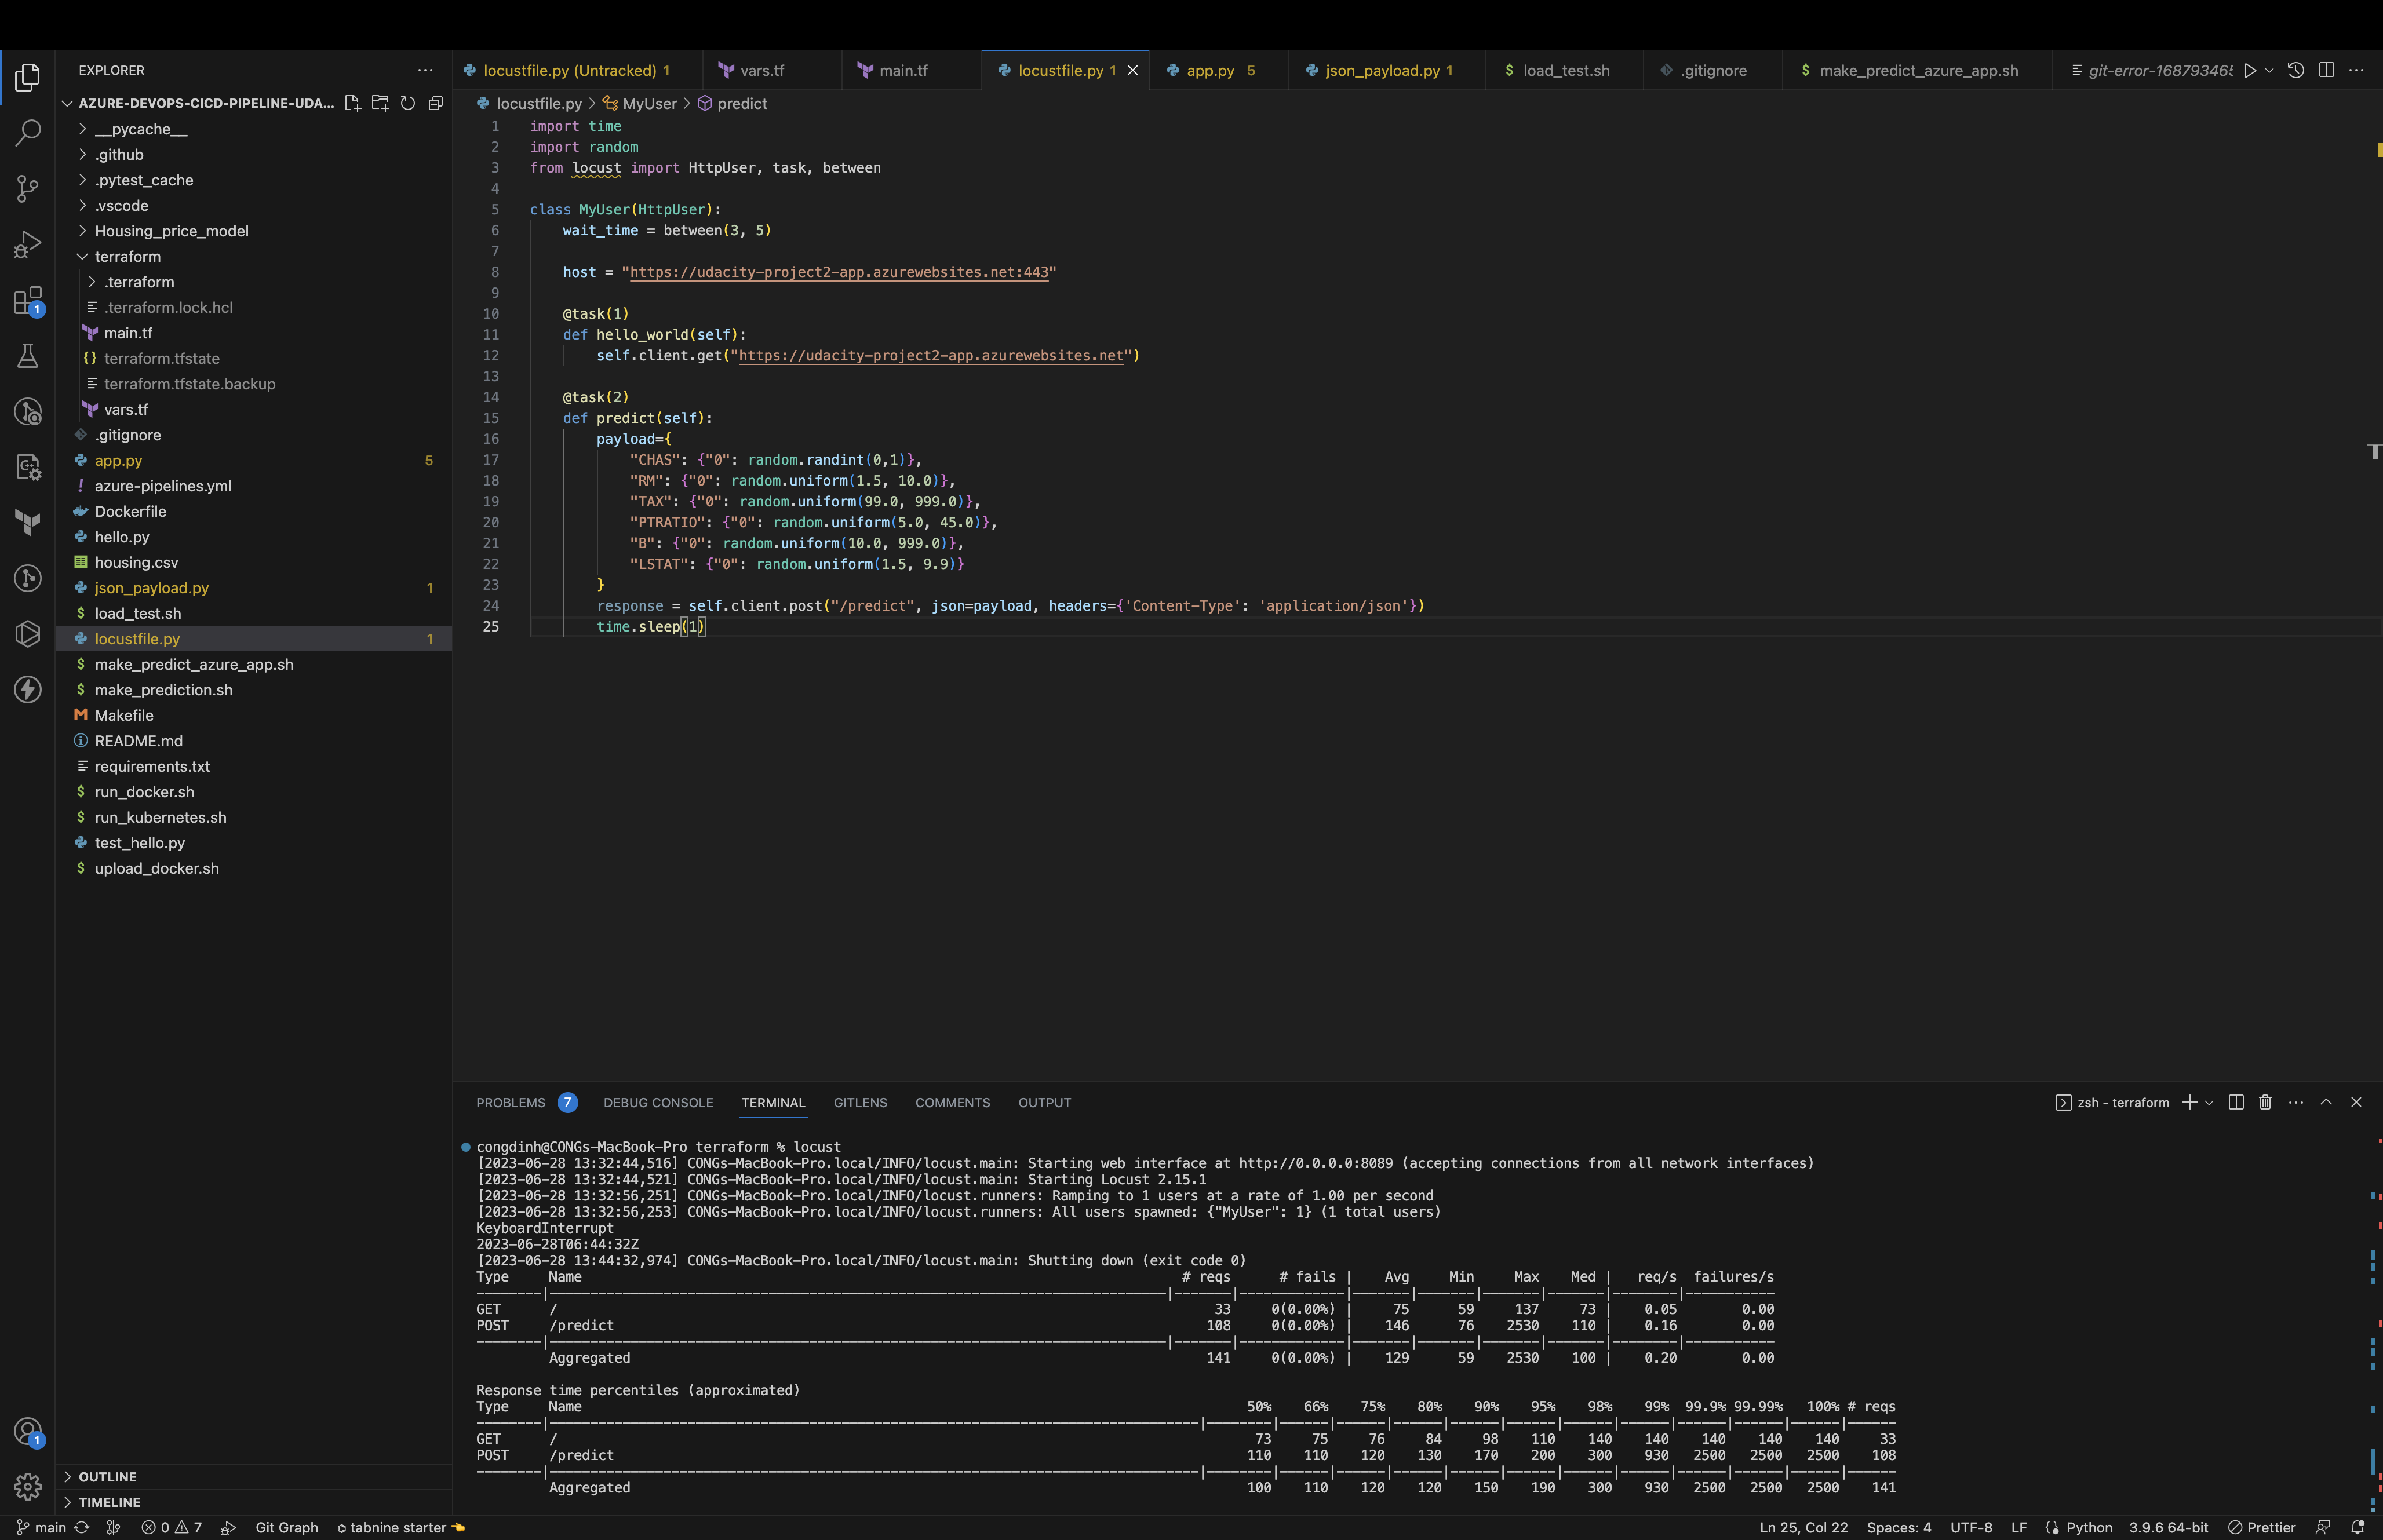 EXPLORER
AZURE-DEVOPS-CICD-PIPELINE-UDA...
__pycache__
.github
.pytest_cache
.vscode
Housing_price_model
terraform
.terraform
.terraform.lock.hcl
main.tf
terraform.tfstate
terraform.tfstate.backup
vars.tf
.gitignore
app.py 5
azure-pipelines.yml
Dockerfile
hello.py
housing.csv
json_payload.py 1
load_test.sh
locustfile.py 1
make_predict_azure_app.sh
make_prediction.sh
Makefile
README.md
requirements.txt
run_docker.sh
run_kubernetes.sh
test_hello.py
upload_docker.sh
OUTLINE
TIMELINE
locustfile.py (Untracked) 1 vars.tf main.tf locustfile.py 1 app.py 5 json_payload.py 1 load_test.sh .gitignore make_predict_azure_app.sh git-error-168793465
locustfile.py > MyUser > predict
1 import time
2 import random
3 from locust import HttpUser, task, between
4
5 class MyUser(HttpUser):
6 wait_time = between(3, 5)
7
8 host = "https://udacity-project2-app.azurewebsites.net:443"
9
10 @task(1)
11 def hello_world(self):
12 self.client.get("https://udacity-project2-app.azurewebsites.net")
13
14 @task(2)
15 def predict(self):
16 payload={
17 "CHAS": {"0": random.randint(0,1)},
18 "RM": {"0": random.uniform(1.5, 10.0)},
19 "TAX": {"0": random.uniform(99.0, 999.0)},
20 "PTRATIO": {"0": random.uniform(5.0, 45.0)},
21 "B": {"0": random.uniform(10.0, 999.0)},
22 "LSTAT": {"0": random.uniform(1.5, 9.9)}
23 }
24 response = self.client.post("/predict", json=payload, headers={'Content-Type': 'application/json'})
25 time.sleep(1)
PROBLEMS 7 DEBUG CONSOLE TERMINAL GITLENS COMMENTS OUTPUT zsh - terraform
congdinh@CONGs-MacBook-Pro terraform % locust
[2023-06-28 13:32:44,516] CONGs-MacBook-Pro.local/INFO/locust.main: Starting web interface at http://0.0.0.0:8089 (accepting connections from all network interfaces)
[2023-06-28 13:32:44,521] CONGs-MacBook-Pro.local/INFO/locust.main: Starting Locust 2.15.1
[2023-06-28 13:32:56,251] CONGs-MacBook-Pro.local/INFO/locust.runners: Ramping to 1 users at a rate of 1.00 per second
[2023-06-28 13:32:56,253] CONGs-MacBook-Pro.local/INFO/locust.runners: All users spawned: {"MyUser": 1} (1 total users)
KeyboardInterrupt
2023-06-28T06:44:32Z
[2023-06-28 13:44:32,974] CONGs-MacBook-Pro.local/INFO/locust.main: Shutting down (exit code 0)
Type Name # reqs # fails | Avg Min Max Med | req/s failures/s
GET / 33 0(0.00%) | 75 59 137 73 | 0.05 0.00
POST /predict 108 0(0.00%) | 146 76 2530 110 | 0.16 0.00
Aggregated 141 0(0.00%) | 129 59 2530 100 | 0.20 0.00
Response time percentiles (approximated)
Type Name 50% 66% 75% 80% 90% 95% 98% 99% 99.9% 99.99% 100% # reqs
GET / 73 75 76 84 98 110 140 140 140 140 140 33
POST /predict 110 110 120 130 170 200 300 930 2500 2500 2500 108
Aggregated 100 110 120 120 150 190 300 930 2500 2500 2500 141
main 0 7 Git Graph tabnine starter Ln 25, Col 22 Spaces: 4 UTF-8 LF Python 3.9.6 64-bit Prettier